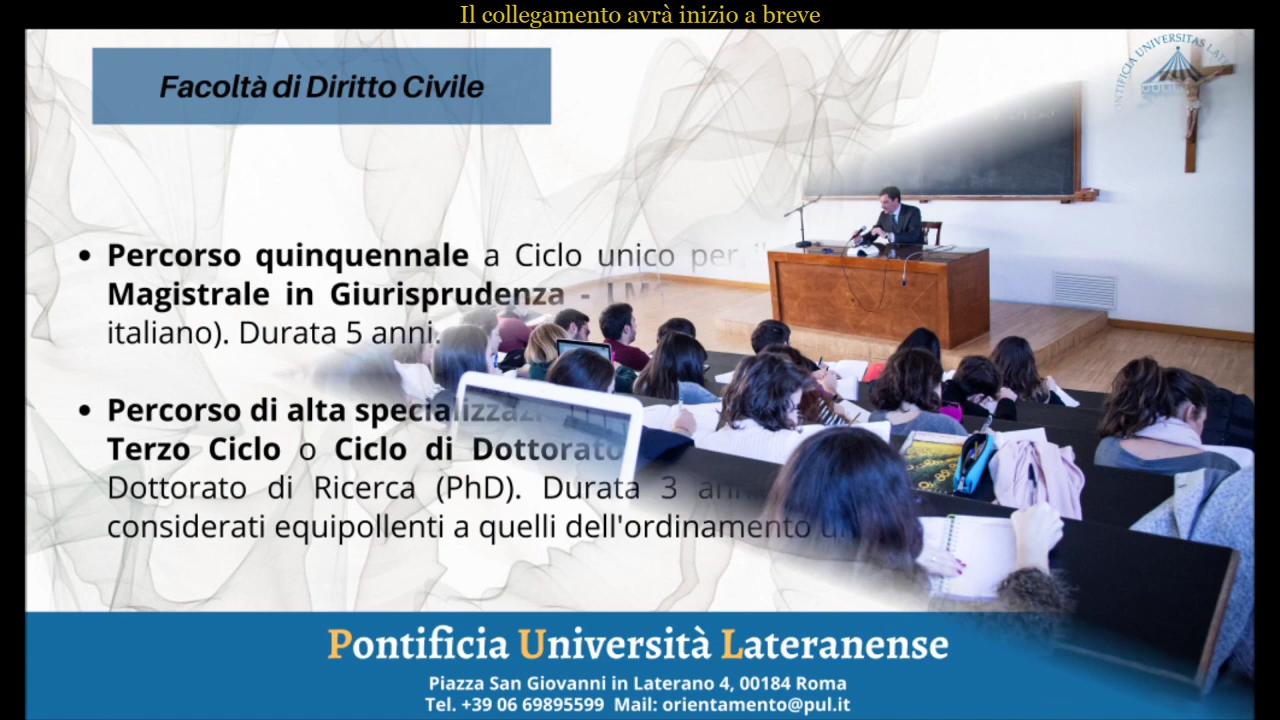 Il collegamento avrà inizio a breve
PONTIFICIA UNIVERSITAS
Facoltà di Diritto Civile
• Percorso quinquennale a Ciclo unico per il
Magistrale in Giurisprudenza -
italiano). Durata 5 anni.
• Percorso di alta
Terzo Ciclo o Ciclo di Dottorato
Dottorato di Ricerca (PhD). Durata 3
considerati equipollenti a quelli dell'ordinamento
Pontificia Università Lateranense
Piazza San Giovanni in Laterano 4, 00184 Roma
Tel. +39 06 69895599 Mail: orientamento@pul.it